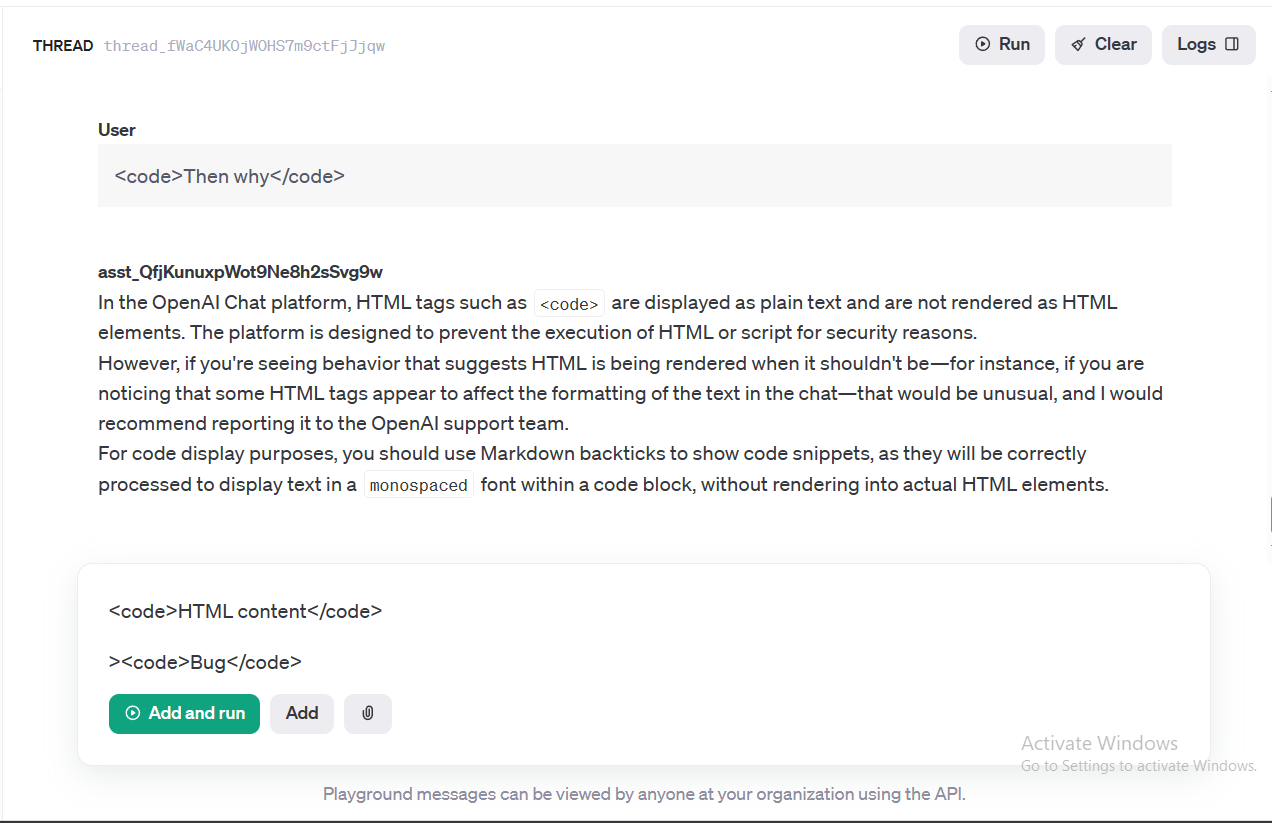 THREAD thread_fWaC4UKOjWOHS7m9ctFjJjqw Run Clear Logs
User
<code>Then why</code>
asst_QfjKunuxpWot9Ne8h2sSvg9w
In the OpenAI Chat platform, HTML tags such as <code> are displayed as plain text and are not rendered as HTML
elements. The platform is designed to prevent the execution of HTML or script for security reasons.
However, if you're seeing behavior that suggests HTML is being rendered when it shouldn't be—for instance, if you are
noticing that some HTML tags appear to affect the formatting of the text in the chat—that would be unusual, and I would
recommend reporting it to the OpenAI support team.
For code display purposes, you should use Markdown backticks to show code snippets, as they will be correctly
processed to display text in a monospaced font within a code block, without rendering into actual HTML elements.
<code>HTML content</code>
><code>Bug</code>
Add and run Add
Activate Windows
Go to Settings to activate Windows.
Playground messages can be viewed by anyone at your organization using the API.